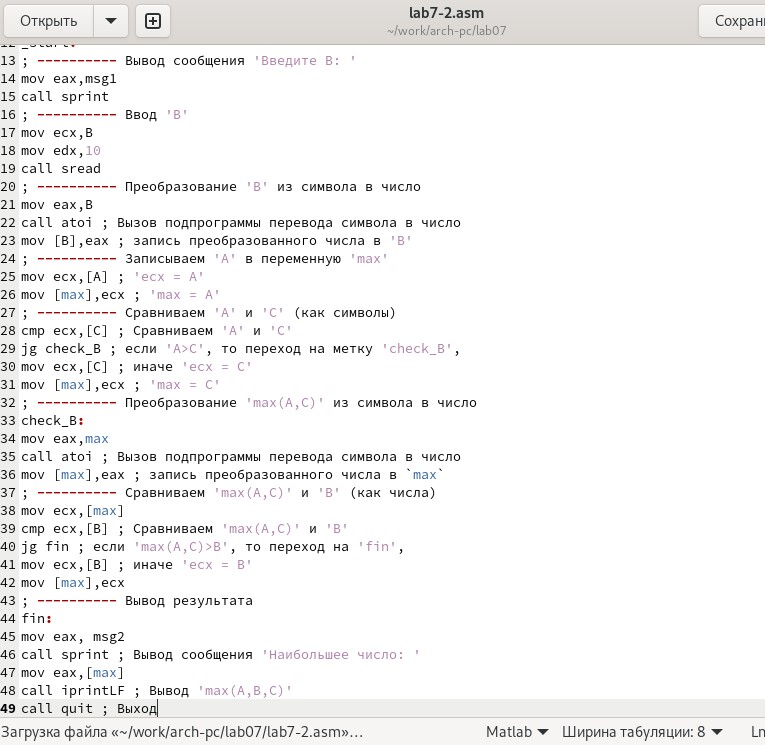 Открыть
lab7-2.asm
~/work/arch-pc/lab07
12 _start:
13 ; ---------- Вывод сообщения 'Введите B: '
14 mov eax,msg1
15 call sprint
16 ; ---------- Ввод 'B'
17 mov ecx,B
18 mov edx,10
19 call sread
20 ; ---------- Преобразование 'B' из символа в число
21 mov eax,B
22 call atoi ; Вызов подпрограммы перевода символа в число
23 mov [B],eax ; запись преобразованного числа в 'B'
24 ; ---------- Записываем 'A' в переменную 'max'
25 mov ecx,[A] ; 'ecx = A'
26 mov [max],ecx ; 'max = A'
27 ; ---------- Сравниваем 'A' и 'C' (как символы)
28 cmp ecx,[C] ; Сравниваем 'A' и 'C'
29 jg check_B ; если 'A>C', то переход на метку 'check_B',
30 mov ecx,[C] ; иначе 'ecx = C'
31 mov [max],ecx ; 'max = C'
32 ; ---------- Преобразование 'max(A,C)' из символа в число
33 check_B:
34 mov eax,max
35 call atoi ; Вызов подпрограммы перевода символа в число
36 mov [max],eax ; запись преобразованного числа в `max`
37 ; ---------- Сравниваем 'max(A,C)' и 'B' (как числа)
38 mov ecx,[max]
39 cmp ecx,[B] ; Сравниваем 'max(A,C)' и 'B'
40 jg fin ; если 'max(A,C)>B', то переход на 'fin',
41 mov ecx,[B] ; иначе 'ecx = B'
42 mov [max],ecx
43 ; ---------- Вывод результата
44 fin:
45 mov eax, msg2
46 call sprint ; Вывод сообщения 'Наибольшее число: '
47 mov eax,[max]
48 call iprintLF ; Вывод 'max(A,B,C)'
49 call quit ; Выход
Загрузка файла «~/work/arch-pc/lab07/lab7-2.asm»… Matlab Ширина табуляции: 8